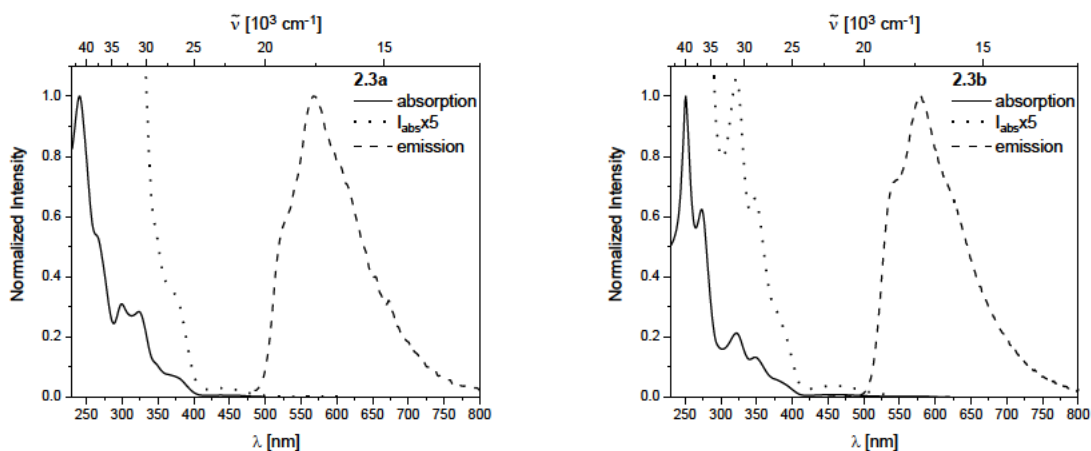 ṽ [10³ cm⁻¹]
40 35 30 25 20 15
2.3a
absorption
I_abs x5
emission
Normalized Intensity
1.0
0.8
0.6
0.4
0.2
0.0
250 300 350 400 450 500 550 600 650 700 750 800
λ [nm]
ṽ [10³ cm⁻¹]
40 35 30 25 20 15
2.3b
absorption
I_abs x5
emission
Normalized Intensity
1.0
0.8
0.6
0.4
0.2
0.0
250 300 350 400 450 500 550 600 650 700 750 800
λ [nm]